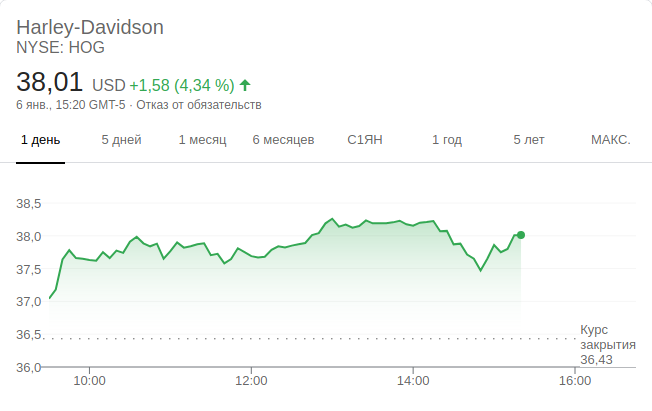 Harley-Davidson
NYSE: HOG
38,01 USD +1,58 (4,34 %)
6 янв., 15:20 GMT-5 · Отказ от обязательств
1 день 5 дней 1 месяц 6 месяцев С1ЯН 1 год 5 лет МАКС.
38,5
38,0
37,5
37,0
36,5
36,0
Курс
закрытия
36,43
10:00 12:00 14:00 16:00